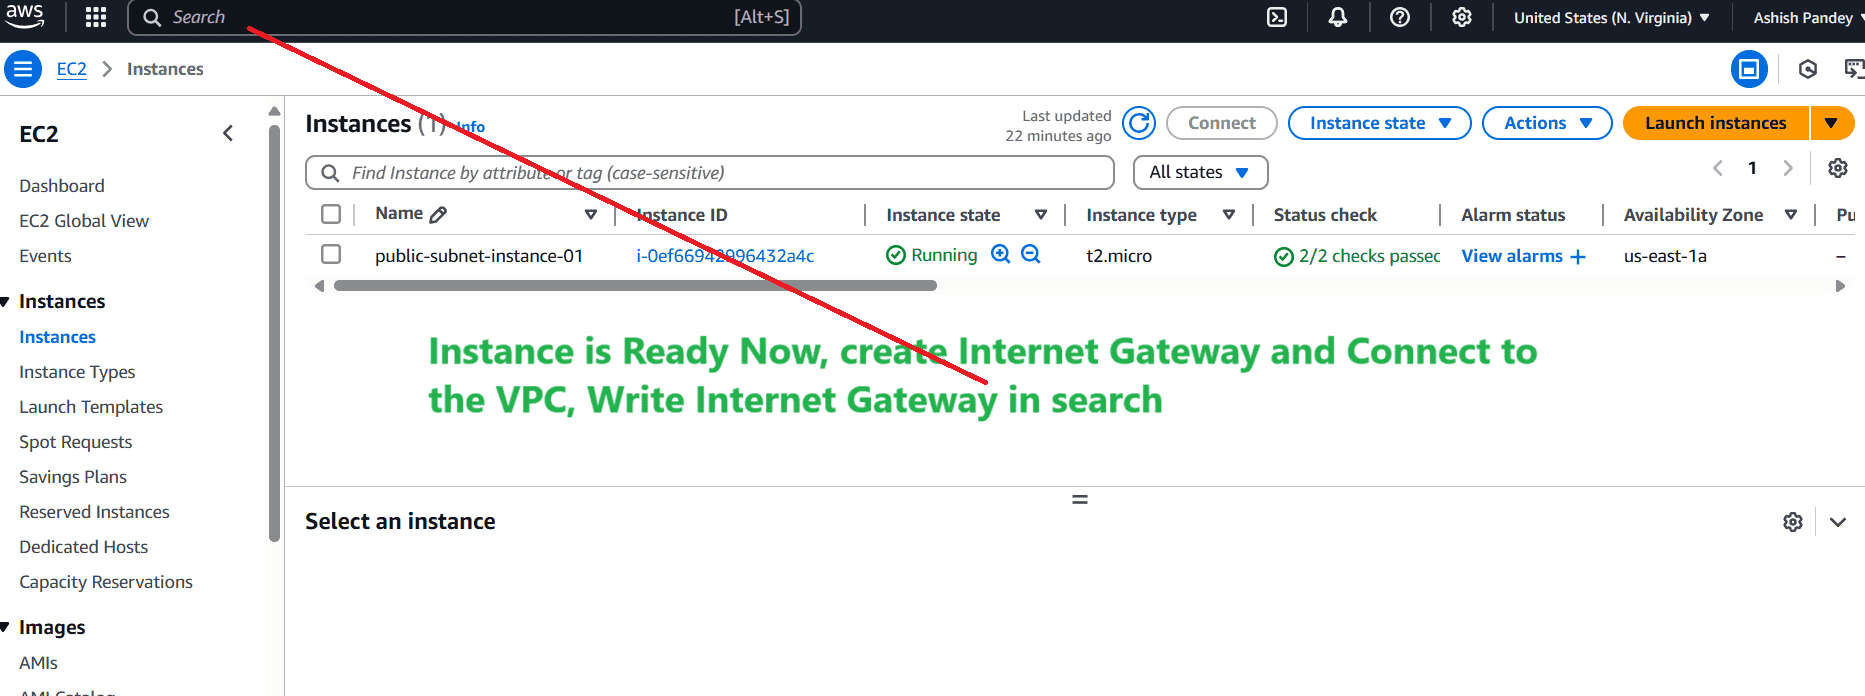 aws
Search
[Alt+S]
United States (N. Virginia)
Ashish Pandey
EC2
Instances
EC2
Dashboard
EC2 Global View
Events
Instances
Instances
Instance Types
Launch Templates
Spot Requests
Savings Plans
Reserved Instances
Dedicated Hosts
Capacity Reservations
Images
AMIs
AMI Catalog
Instances (1) Info
Last updated
22 minutes ago
Connect
Instance state
Actions
Launch instances
Find Instance by attribute or tag (case-sensitive)
All states
1
Name
Instance ID
Instance state
Instance type
Status check
Alarm status
Availability Zone
Pu
public-subnet-instance-01
i-0ef66942996432a4c
Running
t2.micro
2/2 checks passec
View alarms +
us-east-1a
–
Instance is Ready Now, create Internet Gateway and Connect to
the VPC, Write Internet Gateway in search
Select an instance